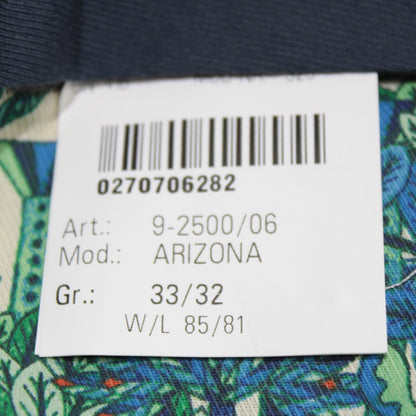 0270706282
Art.: 9-2500/06
Mod.: ARIZONA
Gr.: 33/32
W/L 85/81